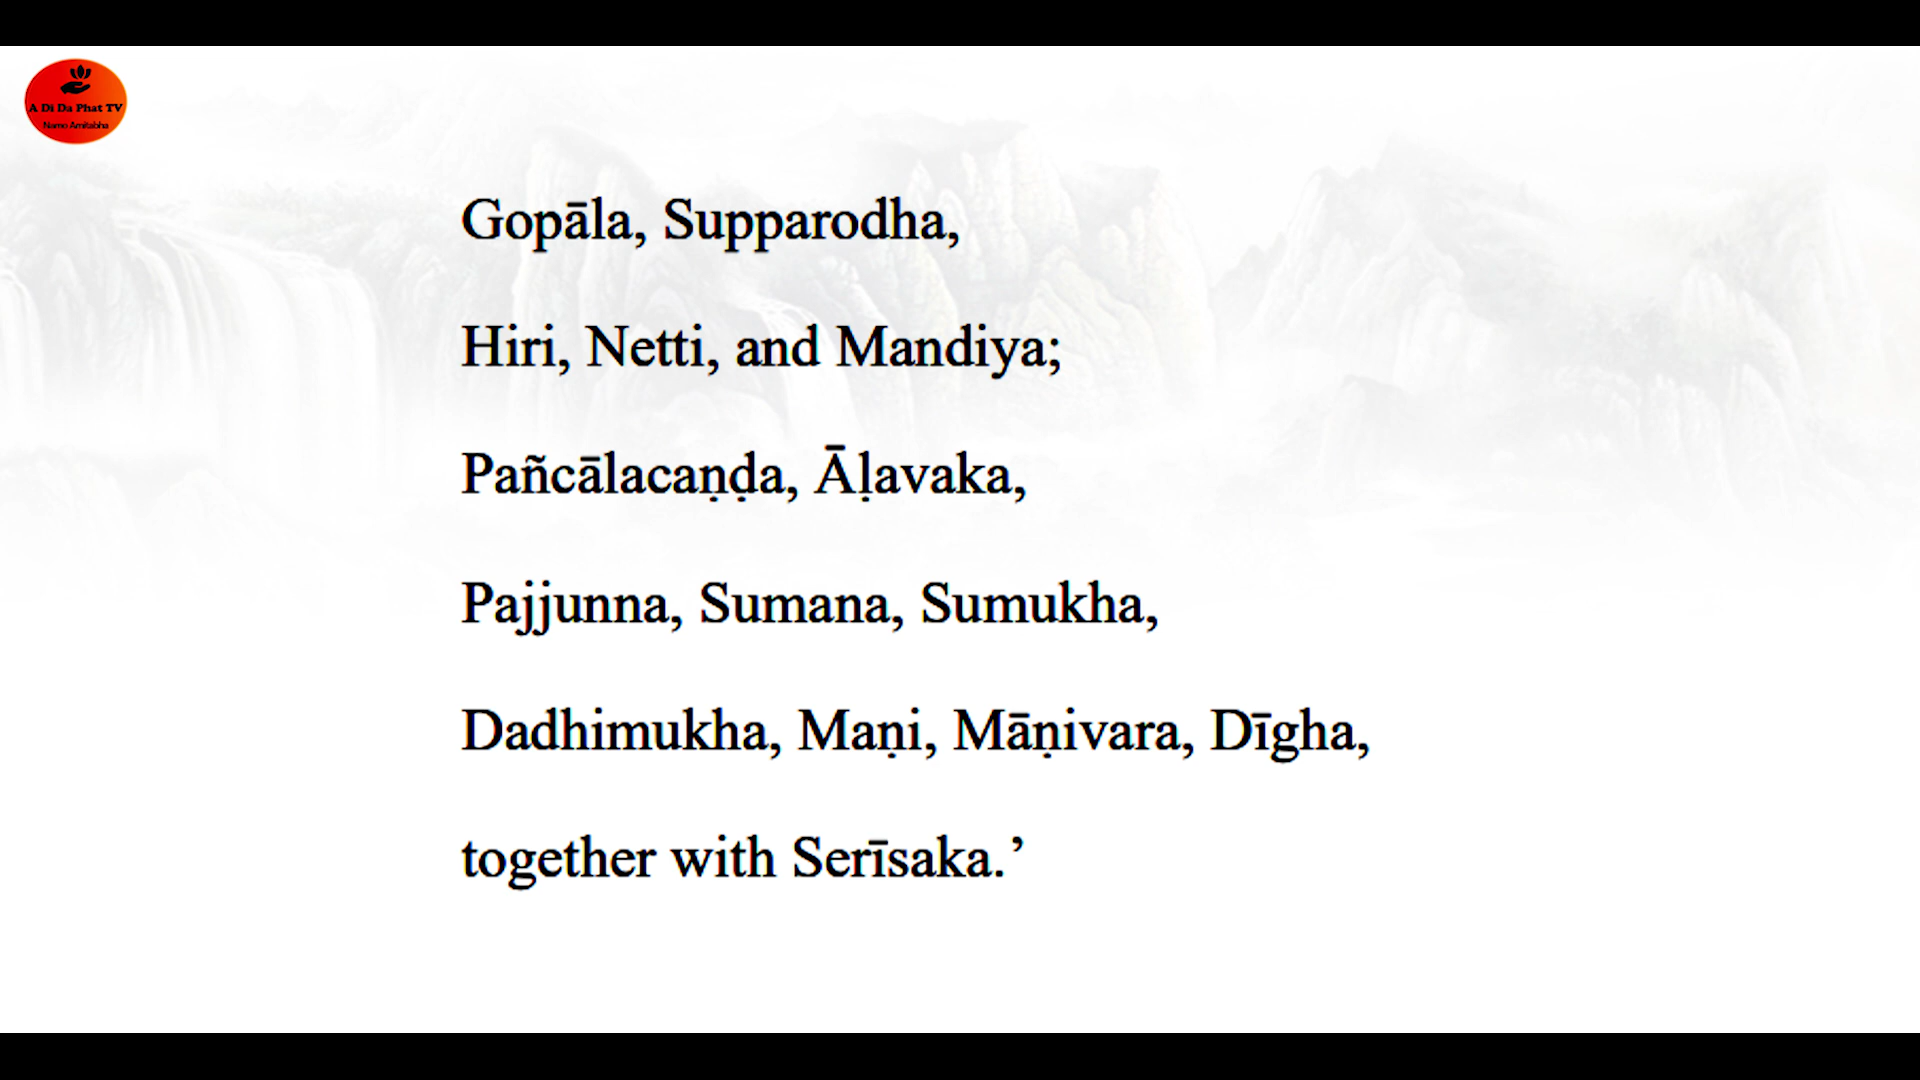 A Di Da Phat TV
Namo Amitabha
Gopāla, Supparodha,
Hiri, Netti, and Mandiya;
Pañcālacaṇḍa, Āḷavaka,
Pajjunna, Sumana, Sumukha,
Dadhimukha, Maṇi, Māṇivara, Dīgha,
together with Serīsaka.’